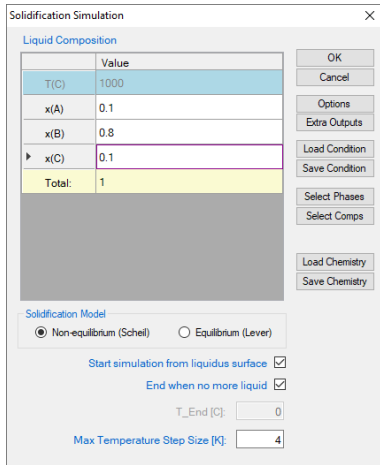 Solidification Simulation
Liquid Composition
Value
T(C) 1000
x(A) 0.1
x(B) 0.8
x(C) 0.1
Total: 1
OK
Cancel
Options
Extra Outputs
Load Condition
Save Condition
Select Phases
Select Comps
Load Chemistry
Save Chemistry
Solidification Model
Non-equilibrium (Scheil) Equilibrium (Lever)
Start simulation from liquidus surface
End when no more liquid
T_End [C]: 0
Max Temperature Step Size [K]: 4